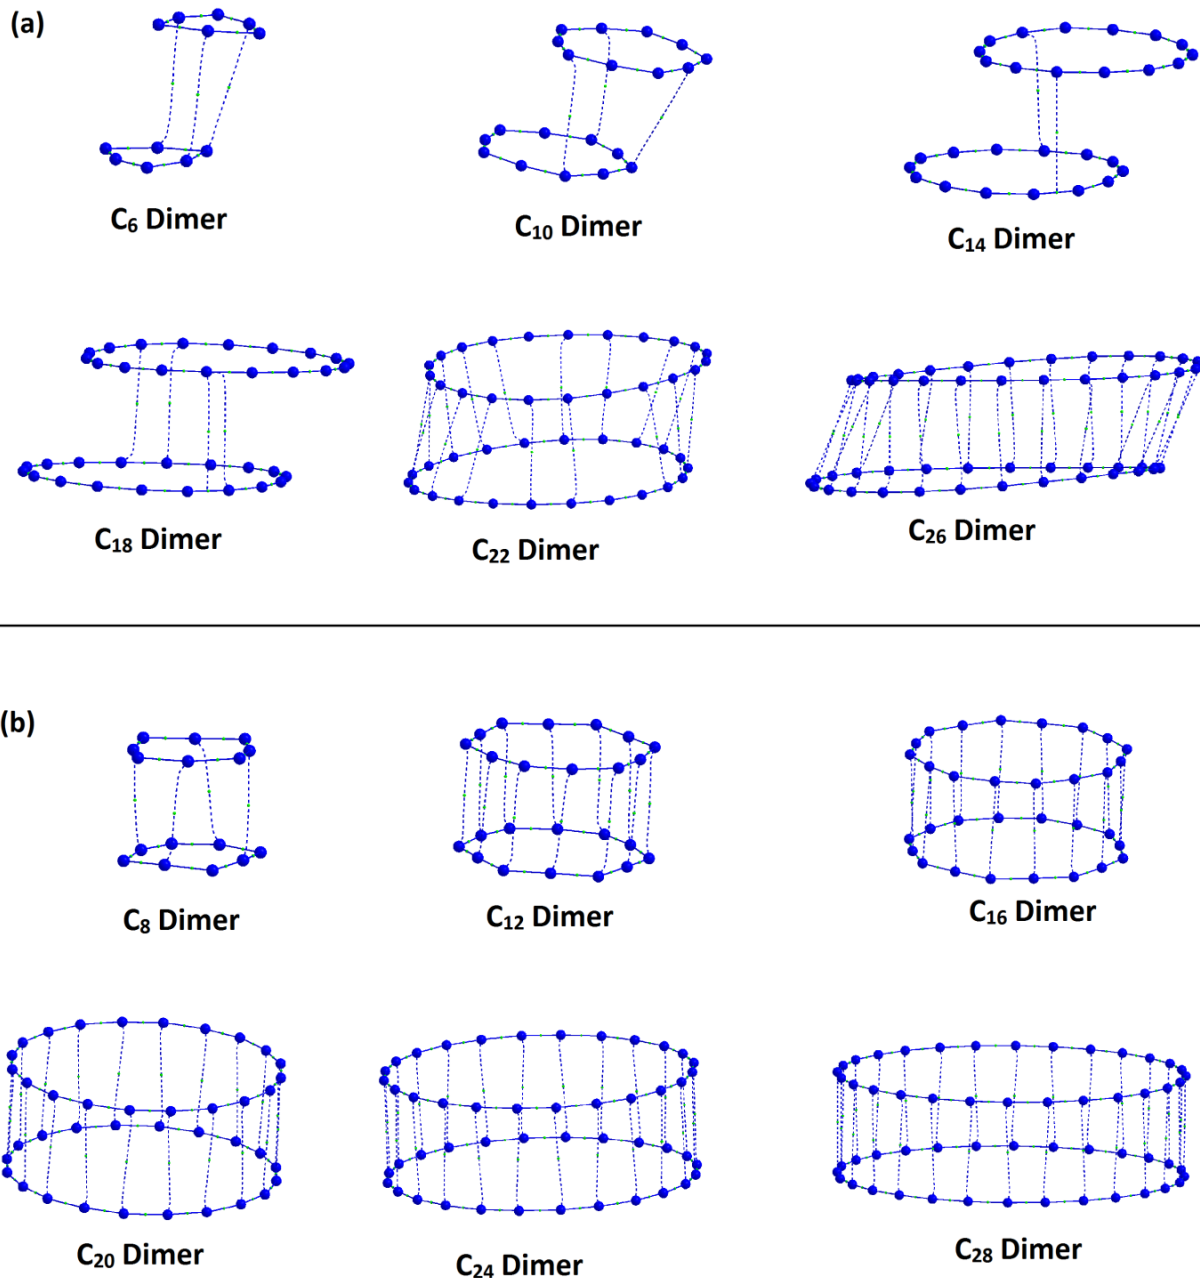 (a)
C₆ Dimer
C₁₀ Dimer
C₁₄ Dimer
C₁₈ Dimer
C₂₂ Dimer
C₂₆ Dimer
(b)
C₈ Dimer
C₁₂ Dimer
C₁₆ Dimer
C₂₀ Dimer
C₂₄ Dimer
C₂₈ Dimer